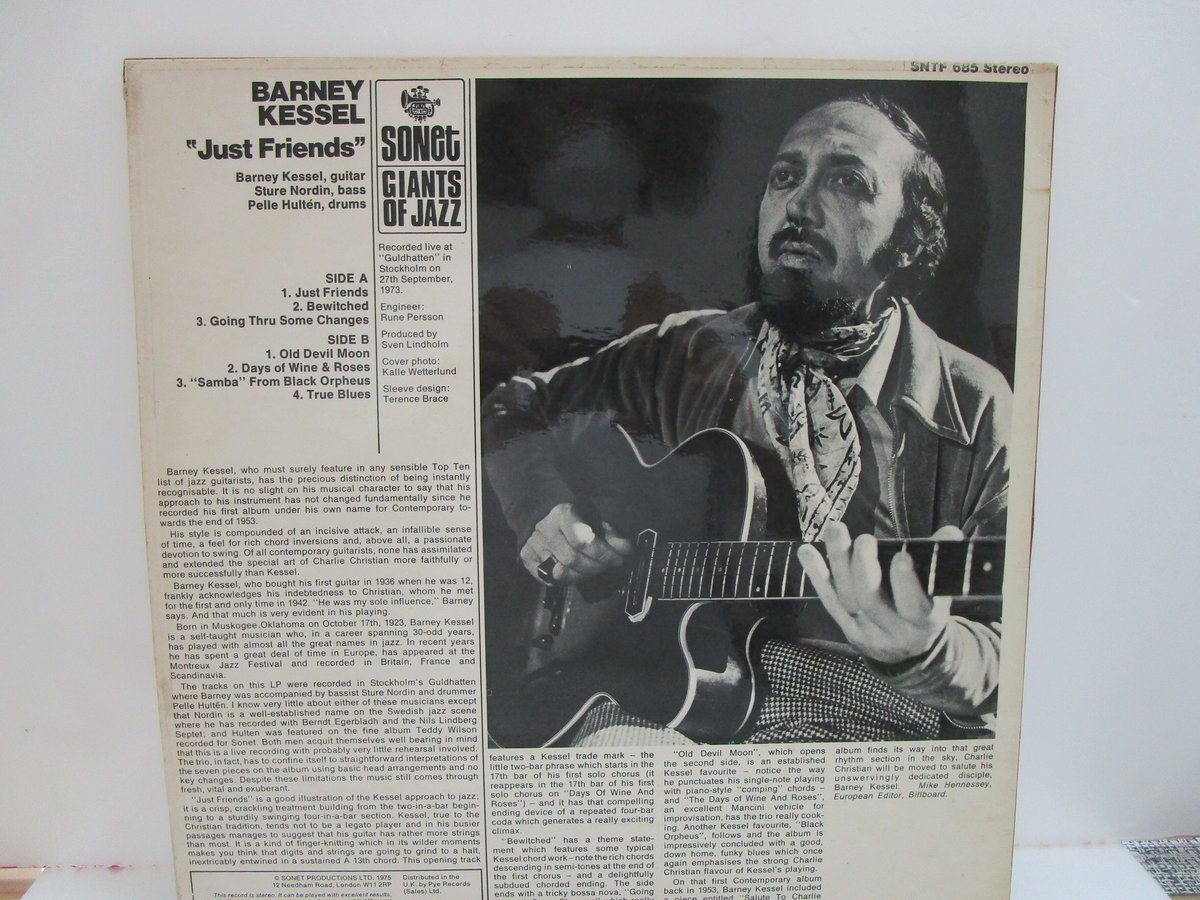 SNTF 685 Stereo
BARNEY
KESSEL
"Just Friends"
Barney Kessel, guitar
Sture Nordin, bass
Pelle Hultén, drums
SIDE A
1. Just Friends
2. Bewitched
3. Going Thru Some Changes
SIDE B
1. Old Devil Moon
2. Days of Wine & Roses
3. "Samba" From Black Orpheus
4. True Blues
SONET
GIANTS
OF JAZZ
Recorded live at
"Guldhatten" in
Stockholm on
27th September,
1973.
Engineer:
Rune Persson
Produced by
Sven Lindholm
Cover photo:
Kalle Wetterlund
Sleeve design:
Terence Brace
Barney Kessel, who must surely feature in any sensible Top Ten
list of jazz guitarists, has the precious distinction of being instantly
recognisable. It is no slight on his musical character to say that his
approach to his instrument has not changed fundamentally since he
recorded his first album under his own name for Contemporary to-
wards the end of 1953.
His style is compounded of an incisive attack, an infallible sense
of time, a feel for rich chord inversions and, above all, a passionate
devotion to swing. Of all contemporary guitarists, none has assimilated
and extended the special art of Charlie Christian more faithfully or
more successfully than Kessel.
Barney Kessel, who bought his first guitar in 1936 when he was 12,
frankly acknowledges his indebtedness to Christian, whom he met
for the first and only time in 1942. "He was my sole influence," Barney
says. And that much is very evident in his playing.
Born in Muskogee.Oklahoma on October 17th, 1923, Barney Kessel
is a self-taught musician who, in a career spanning 30-odd years,
has played with almost all the great names in jazz. In recent years
he has spent a great deal of time in Europe, has appeared at the
Montreux Jazz Festival and recorded in Britain, France and
Scandinavia.
The tracks on this LP were recorded in Stockholm's Guldhatten
where Barney was accompanied by bassist Sture Nordin and drummer
Pelle Hultén. I know very little about either of these musicians except
that Nordin is a well-established name on the Swedish jazz scene
where he has recorded with Berndt Egerbladh and the Nils Lindberg
Septet; and Hulten was featured on the fine album Teddy Wilson
recorded for Sonet. Both men acquit themselves well bearing in mind
that this is a live recording with probably very little rehearsal involved.
The trio, in fact, has to confine itself to straightforward interpretations of
the seven pieces on the album using basic head arrangements and no
key changes. Despite these limitations the music still comes through
fresh, vital and exuberant.
"Just Friends" is a good illustration of the Kessel approach to jazz;
it is a crisp, crackling treatment building from the two-in-a-bar begin-
ning to a sturdily swinging four-in-a-bar section. Kessel, true to the
Christian tradition, tends not to be a legato player and in his busier
passages manages to suggest that his guitar has rather more strings
than most. It is a kind of finger-knitting which in its wilder moments
makes you think that digits and strings are going to grind to a halt,
inextricably entwined in a sustained A 13th chord. This opening track
© SONET PRODUCTIONS LTD. 1975
12 Needham Road, London W11 2RP
This record is stereo. It can be played with excellent results,
Distributed in the
U.K. by Pye Records
(Sales) Ltd.
features a Kessel trade mark – the
little two-bar phrase which starts in the
17th bar of his first solo chorus (it
reappears in the 17th bar of his first
solo chorus on "Days Of Wine And
Roses") – and it has that compelling
ending device of a repeated four-bar
coda which generates a really exciting
climax.
"Bewitched" has a theme state-
ment which features some typical
Kessel chord work – note the rich chords
descending in semi-tones at the end of
the first chorus – and a delightfully
subdued chorded ending. The side
ends with a tricky bossa nova, "Going
"Old Devil Moon", which opens
the second side, is an established
Kessel favourite – notice the way
he punctuates his single-note playing
with piano-style "comping" chords –
and "The Days of Wine And Roses",
an excellent Mancini vehicle for
improvisation, has the trio really cook-
ing. Another Kessel favourite, "Black
Orpheus", follows and the album is
impressively concluded with a good,
down home, funky blues which once
again emphasises the strong Charlie
Christian flavour of Kessel's playing.
On that first Contemporary album
back in 1953, Barney Kessel included
a piece entitled "Salute To Charlie
album finds its way into that great
rhythm section in the sky, Charlie
Christian will be moved to salute his
unswervingly dedicated disciple,
Barney Kessel. Mike Hennessey,
European Editor, Billboard.